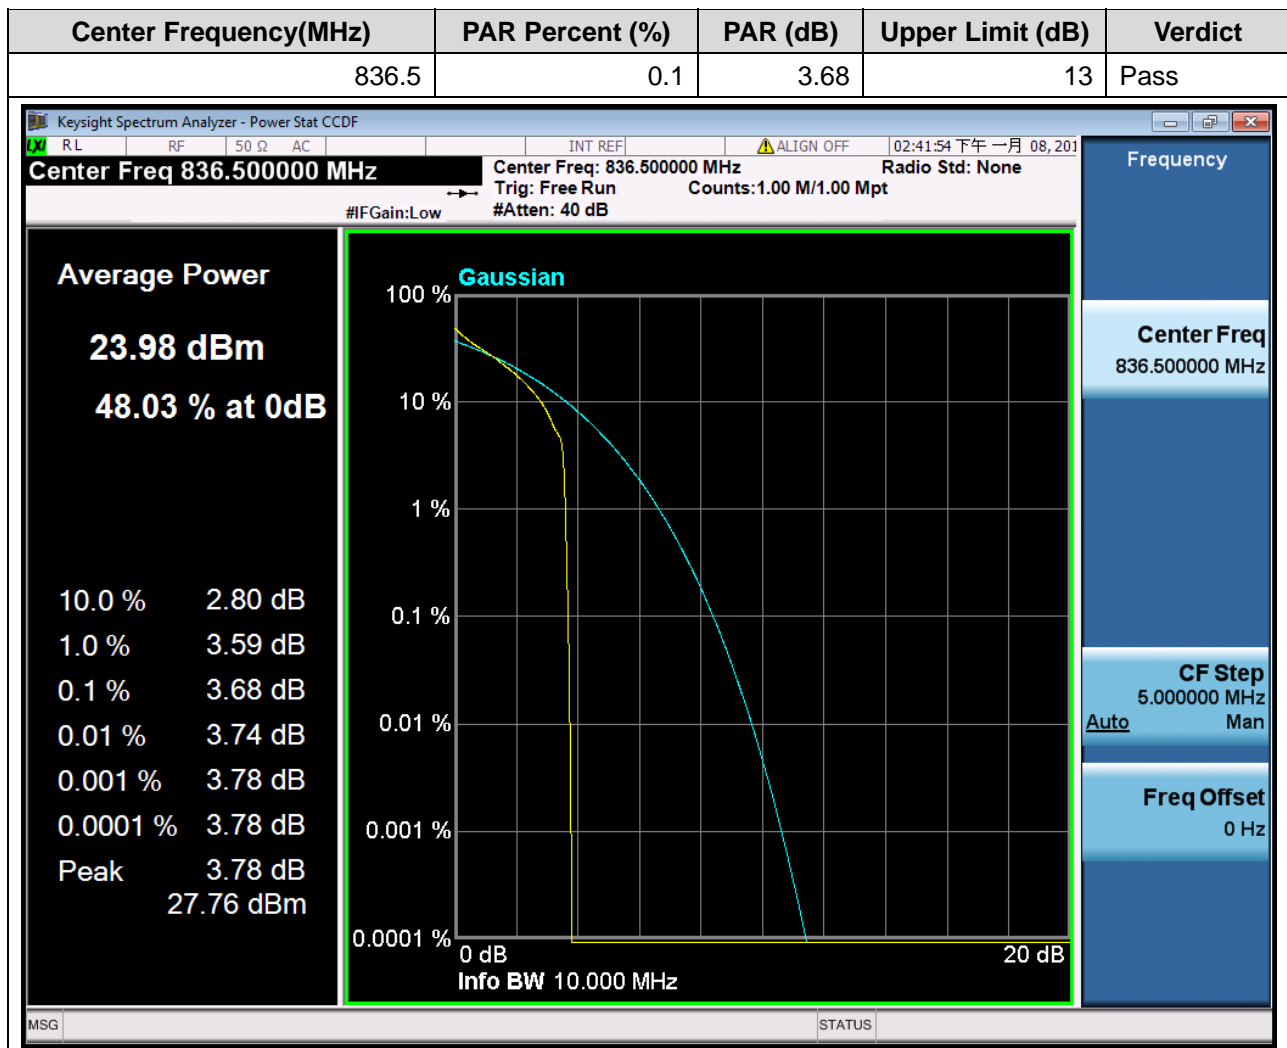 Center Frequency(MHz) PAR Percent (%) PAR (dB) Upper Limit (dB) Verdict
836.5 0.1 3.68 13 Pass
Keysight Spectrum Analyzer - Power Stat CCDF
LXI RL RF 50 Ω AC INT REF ALIGN OFF 02:41:54 下午 一月 08, 201
Center Freq 836.500000 MHz
Center Freq: 836.500000 MHz Radio Std: None
Trig: Free Run Counts:1.00 M/1.00 Mpt
#IFGain:Low #Atten: 40 dB
Frequency
Average Power
23.98 dBm
48.03 % at 0dB
10.0 % 2.80 dB
1.0 % 3.59 dB
0.1 % 3.68 dB
0.01 % 3.74 dB
0.001 % 3.78 dB
0.0001 % 3.78 dB
Peak 3.78 dB
27.76 dBm
Gaussian
100 %
10 %
1 %
0.1 %
0.01 %
0.001 %
0.0001 %
0 dB 20 dB
Info BW 10.000 MHz
Center Freq
836.500000 MHz
CF Step
5.000000 MHz
Auto Man
Freq Offset
0 Hz
MSG STATUS